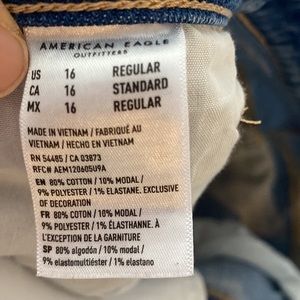 AMERICAN EAGLE
OUTFITTERS
US 16 REGULAR
CA 16 STANDARD
MX 16 REGULAR
MADE IN VIETNAM / FABRIQUÉ AU
VIETNAM / HECHO EN VIETNAM
RN 54485 / CA 03873
RFC# AEM120605U9A
EN 80% COTTON / 10% MODAL /
9% POLYESTER / 1% ELASTANE. EXCLUSIVE
OF DECORATION
FR 80% COTON / 10% MODAL /
9% POLYESTER / 1% ÉLASTHANNE. À
L'EXCEPTION DE LA GARNITURE
SP 80% algodón / 10% modal /
9% elastomultiéster / 1% elastano